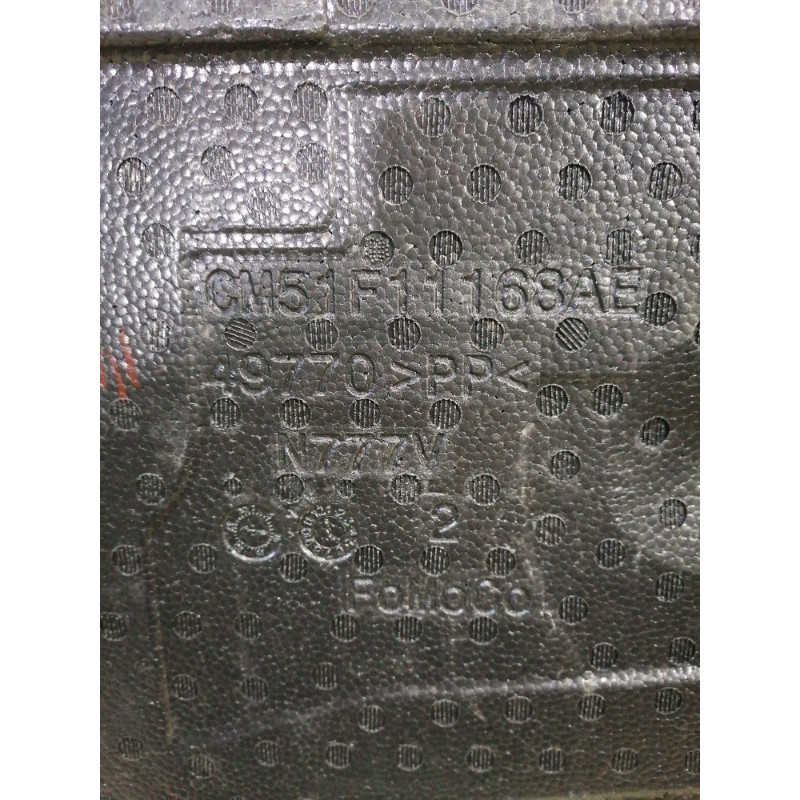 CM51F11168AE
49770 >PP<
N777V
2
FoMoCo